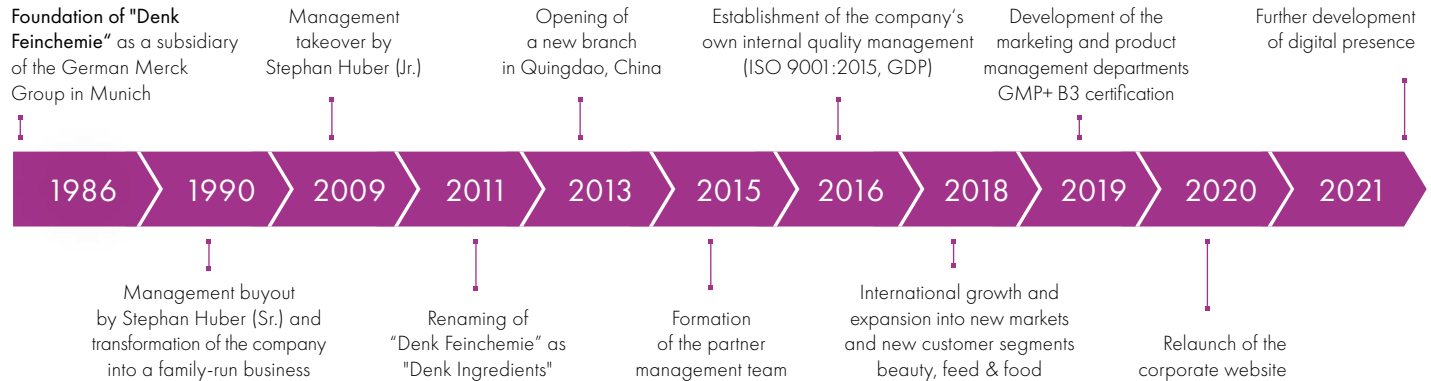 Foundation of "Denk
Feinchemie“ as a subsidiary
of the German Merck
Group in Munich
Management
takeover by
Stephan Huber (Jr.)
Opening of
a new branch
in Quingdao, China
Establishment of the company‘s
own internal quality management
(ISO 9001:2015, GDP)
Development of the
marketing and product
management departments
GMP+ B3 certification
Further development
of digital presence
1986
1990
2009
2011
2013
2015
2016
2018
2019
2020
2021
Management buyout
by Stephan Huber (Sr.) and
transformation of the company
into a family-run business
Renaming of
“Denk Feinchemie” as
"Denk Ingredients"
Formation
of the partner
management team
International growth and
expansion into new markets
and new customer segments
beauty, feed & food
Relaunch of the
corporate website